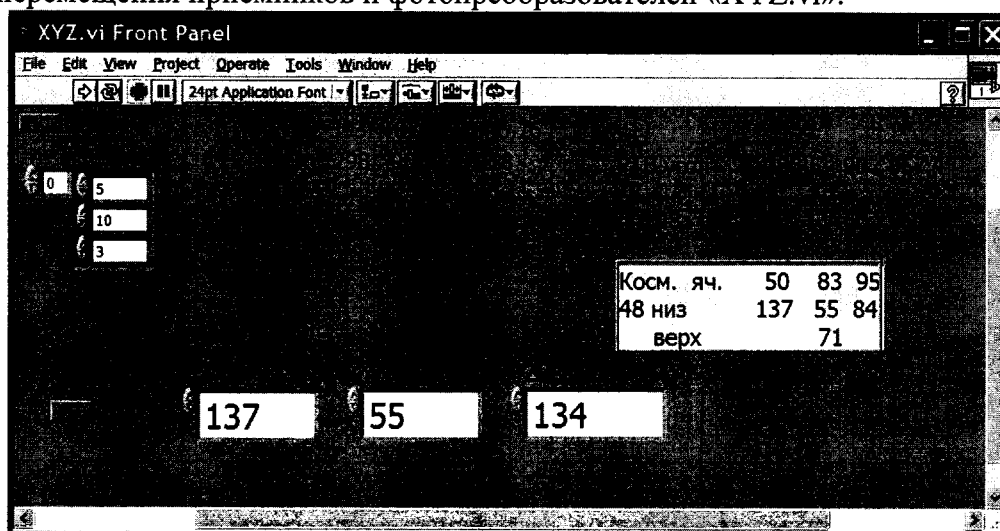 перемещения приемников и фотопреобразователей «XYZ.vi».
XYZ.vi Front Panel
File Edit View Project Operate Tools Window Help
24pt Application Font
0
5
10
3
Косм. яч. 50 83 95
48 низ 137 55 84
верх 71
137 55 134